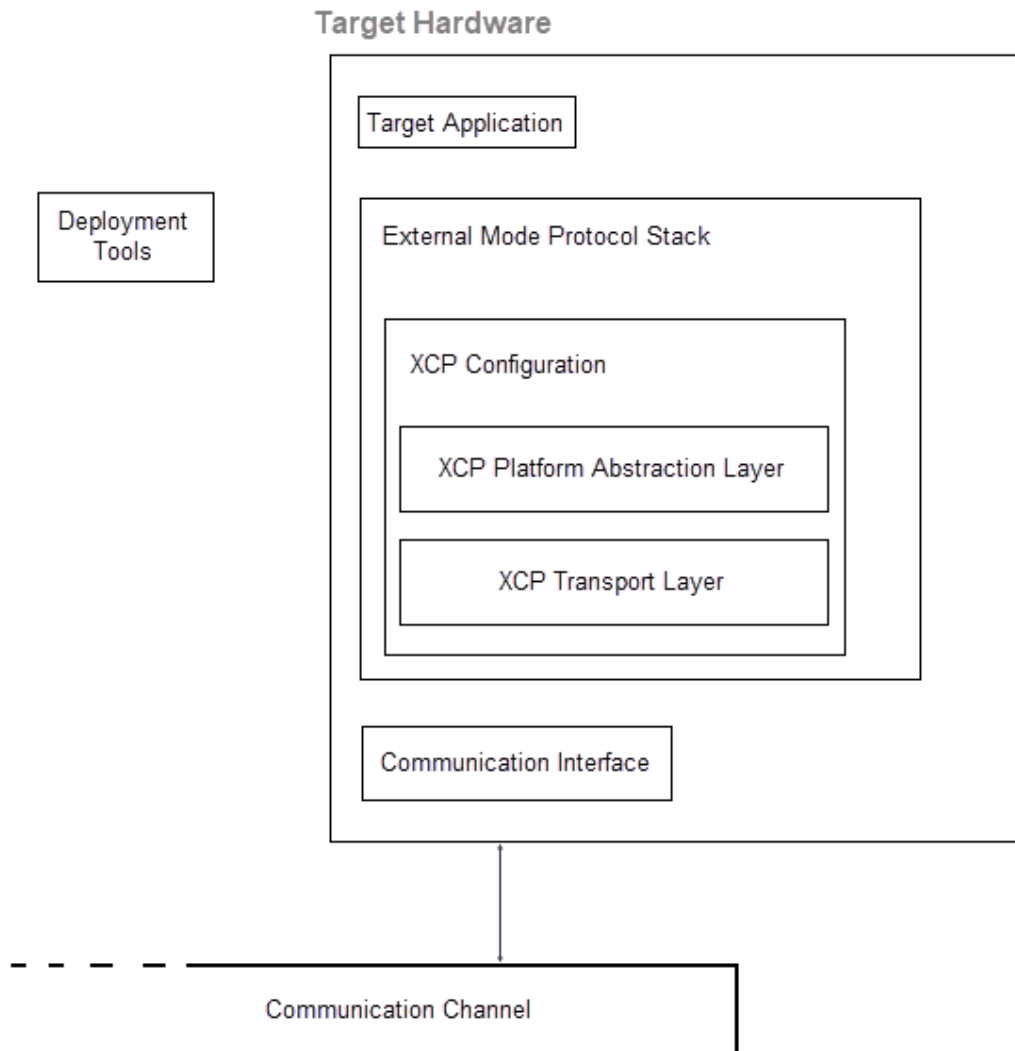 Target Hardware
Target Application
Deployment
Tools
External Mode Protocol Stack
XCP Configuration
XCP Platform Abstraction Layer
XCP Transport Layer
Communication Interface
Communication Channel